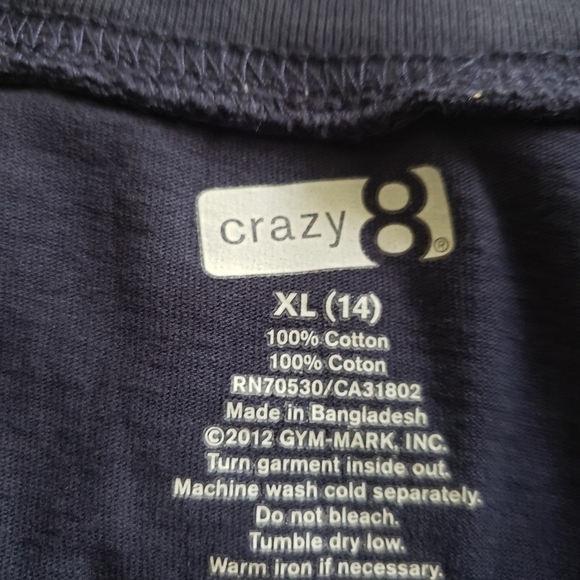 crazy 8®
XL (14)
100% Cotton
100% Coton
RN70530/CA31802
Made in Bangladesh
©2012 GYM-MARK, INC.
Turn garment inside out.
Machine wash cold separately.
Do not bleach.
Tumble dry low.
Warm iron if necessary.